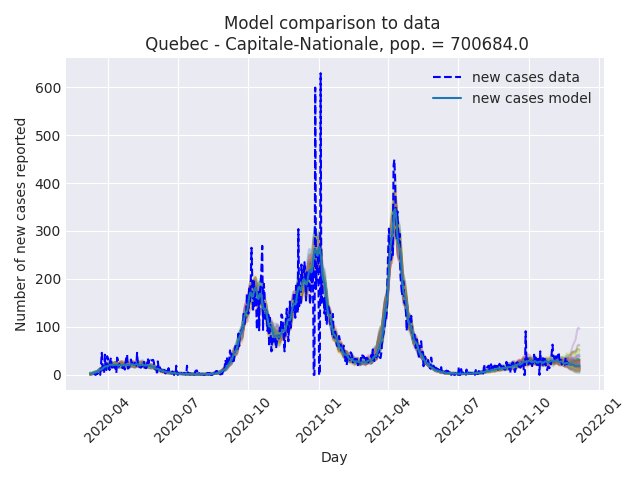 Model comparison to data
Quebec - Capitale-Nationale, pop. = 700684.0
new cases data
new cases model
Number of new cases reported
600
500
400
300
200
100
0
2020-04
2020-07
2020-10
2021-01
2021-04
2021-07
2021-10
2022-01
Day